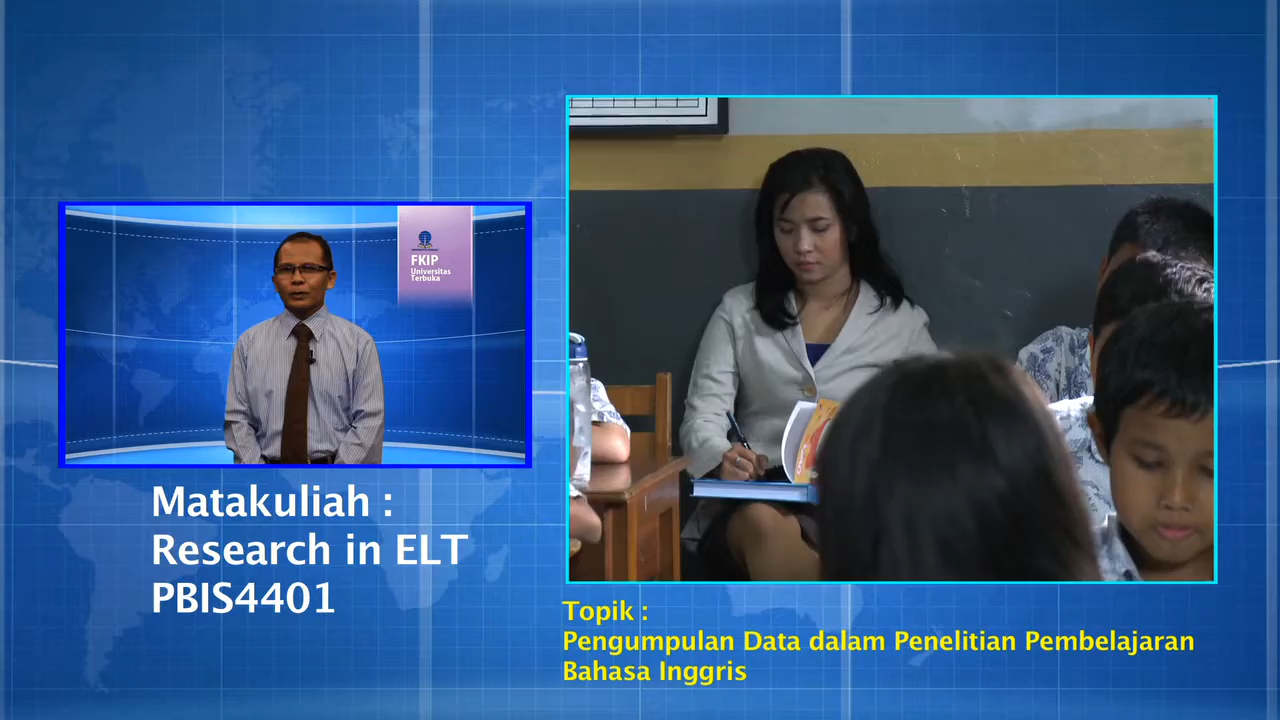 FKIP
Universitas
Terbuka
Matakuliah :
Research in ELT
PBIS4401
Topik :
Pengumpulan Data dalam Penelitian Pembelajaran
Bahasa Inggris